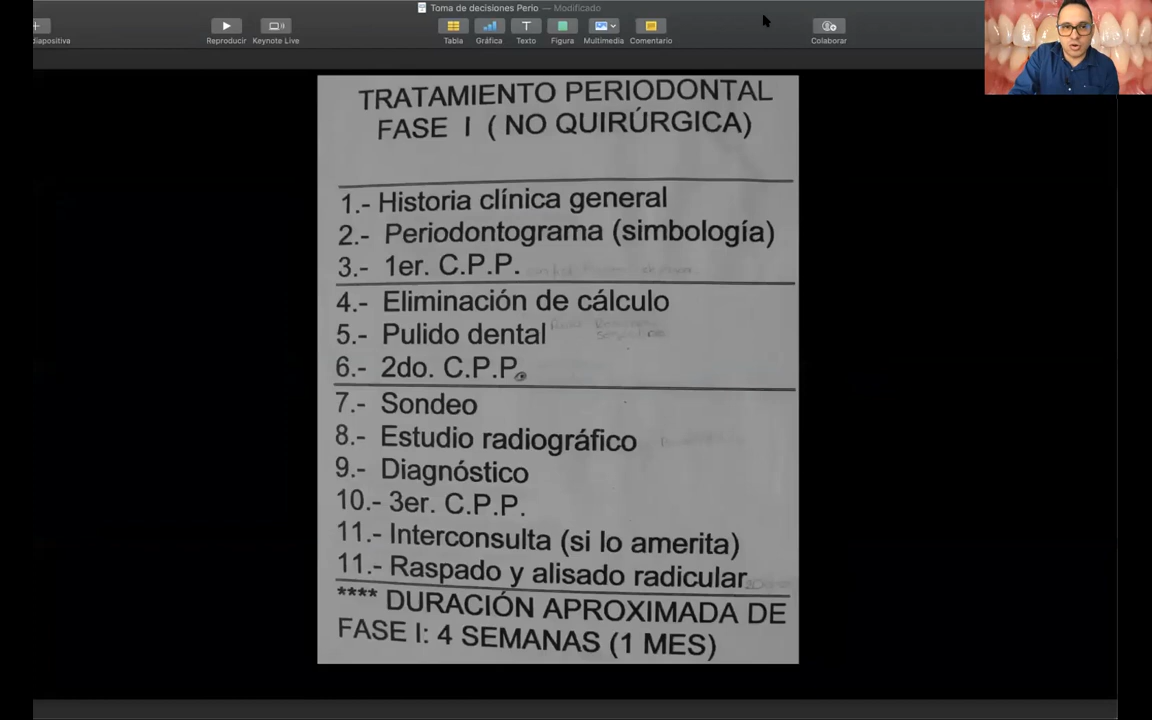 Toma de decisiones Perio — Modificado
diapositiva
Reproducir
Keynote Live
Tabla
Gráfica
Texto
Figura
Multimedia
Comentario
Colaborar
TRATAMIENTO PERIODONTAL
FASE I ( NO QUIRÚRGICA)
1.- Historia clínica general
2.- Periodontograma (simbología)
3.- 1er. C.P.P.
4.- Eliminación de cálculo
5.- Pulido dental
6.- 2do. C.P.P.
7.- Sondeo
8.- Estudio radiográfico
9.- Diagnóstico
10.- 3er. C.P.P.
11.- Interconsulta (si lo amerita)
11.- Raspado y alisado radicular
**** DURACIÓN APROXIMADA DE
FASE I: 4 SEMANAS (1 MES)